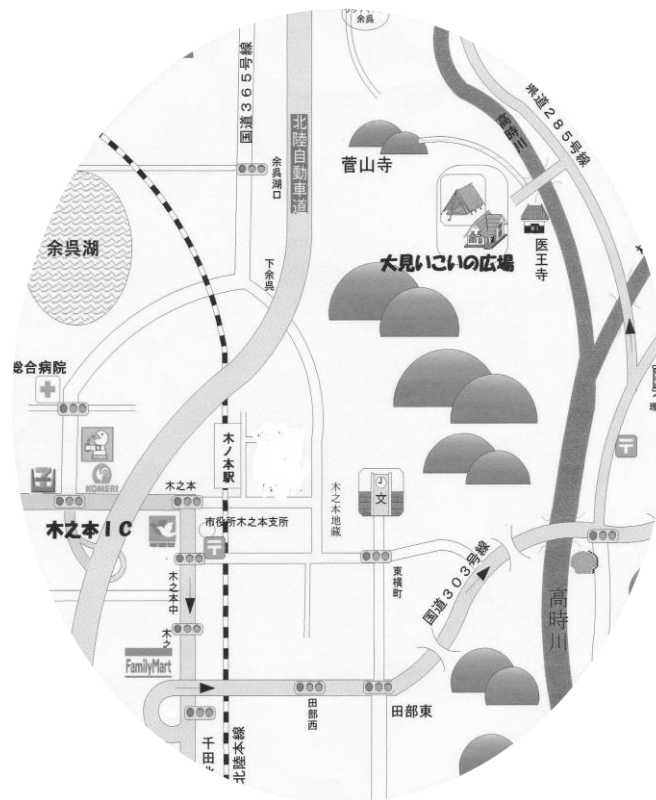 余呉
国道365号線
北陸自動車道
県道285号線
高時川
余呉湖口
菅山寺
医王寺
大見いこいの広場
余呉湖
下余呉
総合病院
木ノ本駅
KOMERI
木之本
木之本地蔵
文
市役所木之本支所
木之本IC
東横町
国道303号線
木之本中
高時川
木之
FamilyMart
田部西
田部東
千田
北陸本線